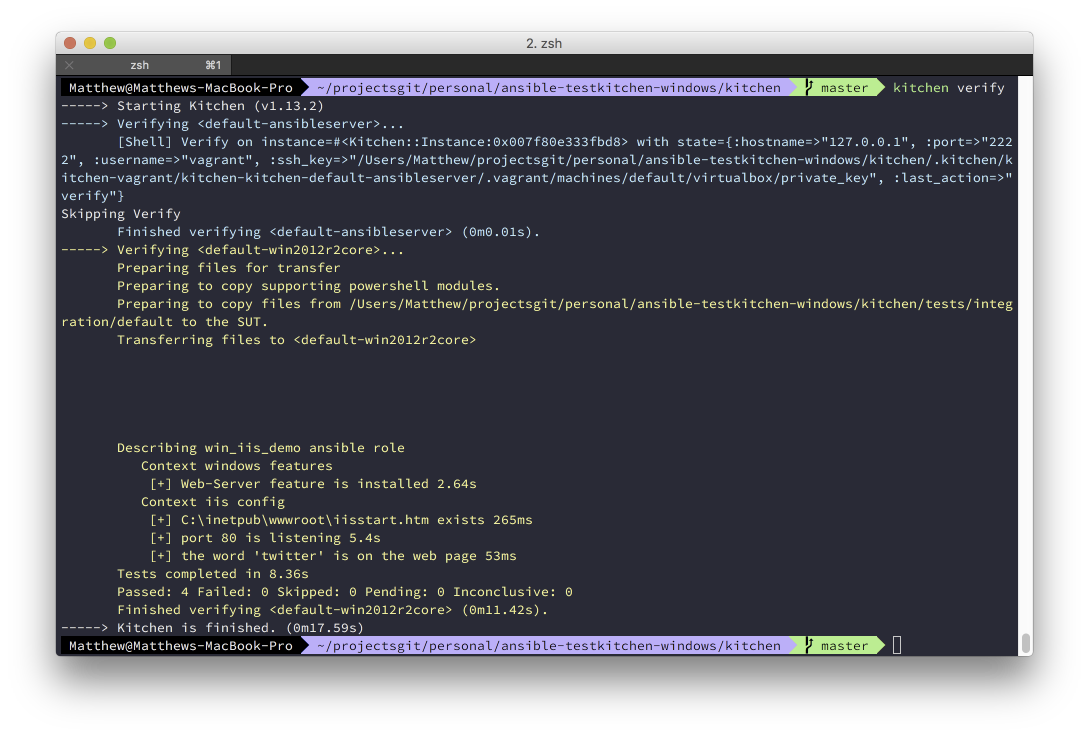 2. zsh
zsh ⌘1
Matthew@Matthews-MacBook-Pro ~/projectsgit/personal/ansible-testkitchen-windows/kitchen master kitchen verify
-----> Starting Kitchen (v1.13.2)
-----> Verifying <default-ansibleserver>...
[Shell] Verify on instance=#<Kitchen::Instance:0x007f80e333fbd8> with state={:hostname=>"127.0.0.1", :port=>"222
2", :username=>"vagrant", :ssh_key=>"/Users/Matthew/projectsgit/personal/ansible-testkitchen-windows/kitchen/.kitchen/k
itchen-vagrant/kitchen-kitchen-default-ansibleserver/.vagrant/machines/default/virtualbox/private_key", :last_action=>"
verify"}
Skipping Verify
Finished verifying <default-ansibleserver> (0m0.01s).
-----> Verifying <default-win2012r2core>...
Preparing files for transfer
Preparing to copy supporting powershell modules.
Preparing to copy files from /Users/Matthew/projectsgit/personal/ansible-testkitchen-windows/kitchen/tests/integ
ration/default to the SUT.
Transferring files to <default-win2012r2core>
Describing win_iis_demo ansible role
Context windows features
[+] Web-Server feature is installed 2.64s
Context iis config
[+] C:\inetpub\wwwroot\iisstart.htm exists 265ms
[+] port 80 is listening 5.4s
[+] the word 'twitter' is on the web page 53ms
Tests completed in 8.36s
Passed: 4 Failed: 0 Skipped: 0 Pending: 0 Inconclusive: 0
Finished verifying <default-win2012r2core> (0m11.42s).
-----> Kitchen is finished. (0m17.59s)
Matthew@Matthews-MacBook-Pro ~/projectsgit/personal/ansible-testkitchen-windows/kitchen master